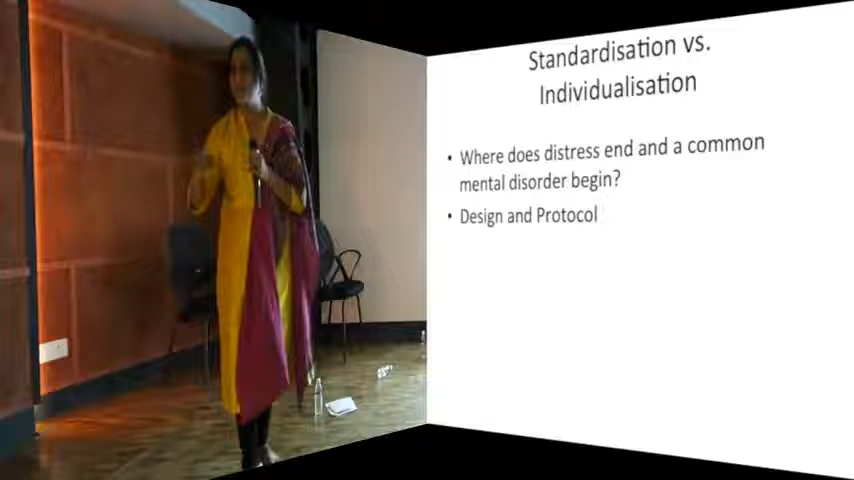 Standardisation vs.
Individualisation
• Where does distress end and a common
mental disorder begin?
• Design and Protocol